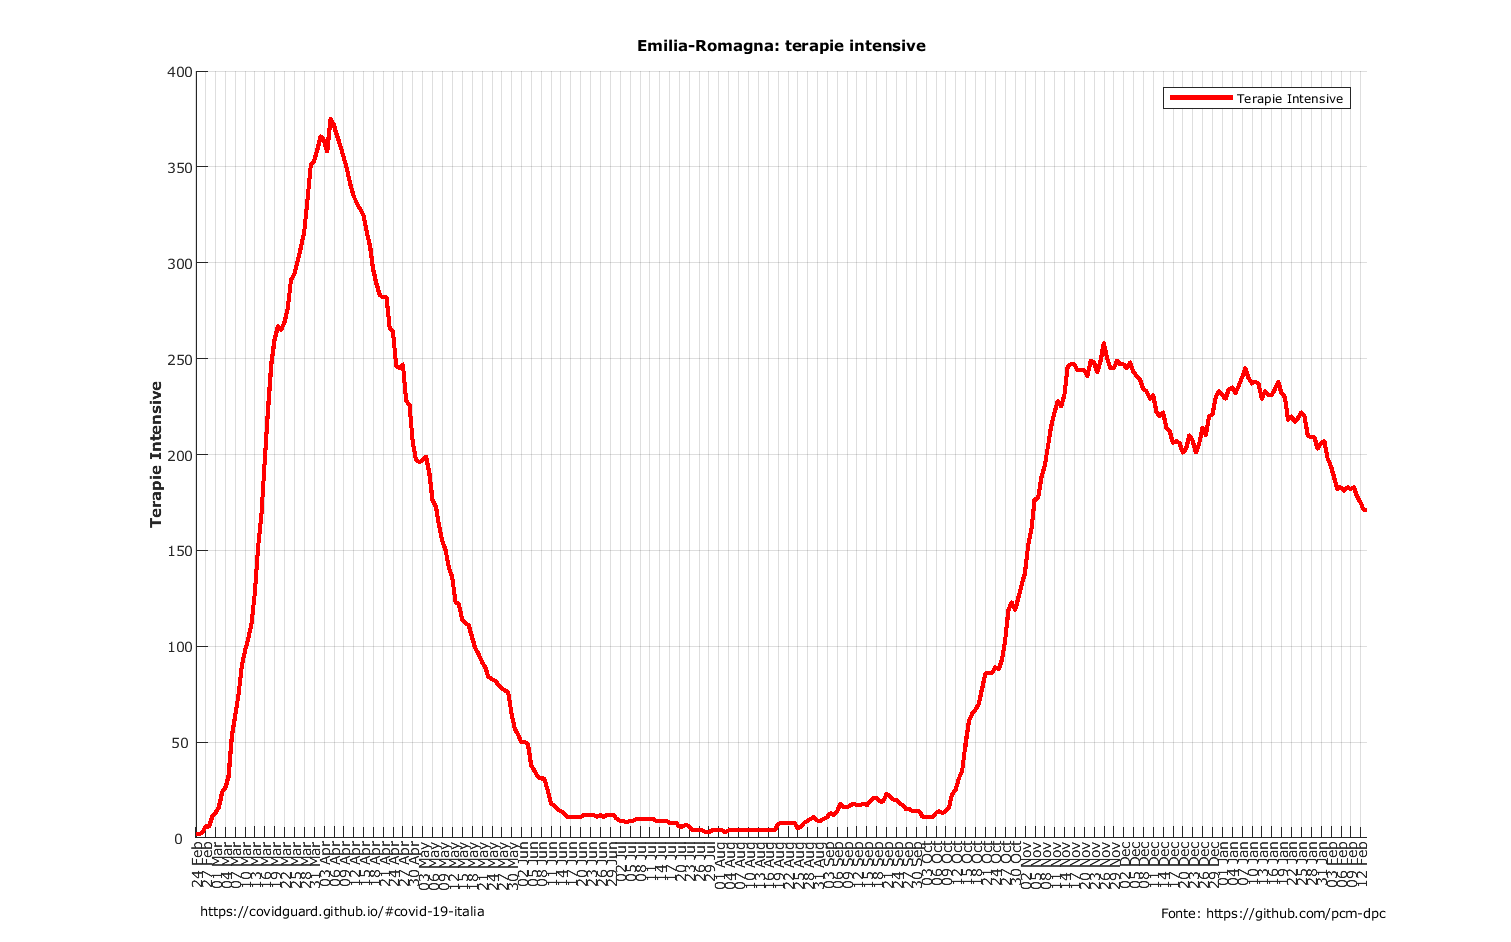 Emilia-Romagna: terapie intensive
Terapie Intensive
400
350
300
250
200
150
100
50
0
Terapie Intensive
24 Feb
27 Feb
01 Mar
04 Mar
07 Mar
10 Mar
13 Mar
16 Mar
19 Mar
22 Mar
25 Mar
28 Mar
31 Mar
03 Apr
06 Apr
09 Apr
12 Apr
15 Apr
18 Apr
21 Apr
24 Apr
27 Apr
30 Apr
03 May
06 May
09 May
12 May
15 May
18 May
21 May
24 May
27 May
30 May
02 Jun
05 Jun
08 Jun
11 Jun
14 Jun
17 Jun
20 Jun
23 Jun
26 Jun
29 Jun
02 Jul
05 Jul
08 Jul
11 Jul
14 Jul
17 Jul
20 Jul
23 Jul
26 Jul
29 Jul
01 Aug
04 Aug
07 Aug
10 Aug
13 Aug
16 Aug
19 Aug
22 Aug
25 Aug
28 Aug
31 Aug
03 Sep
06 Sep
09 Sep
12 Sep
15 Sep
18 Sep
21 Sep
24 Sep
27 Sep
30 Sep
03 Oct
06 Oct
09 Oct
12 Oct
15 Oct
18 Oct
21 Oct
24 Oct
27 Oct
30 Oct
02 Nov
05 Nov
08 Nov
11 Nov
14 Nov
17 Nov
20 Nov
23 Nov
26 Nov
29 Nov
02 Dec
05 Dec
08 Dec
11 Dec
14 Dec
17 Dec
20 Dec
23 Dec
26 Dec
29 Dec
01 Jan
04 Jan
07 Jan
10 Jan
13 Jan
16 Jan
19 Jan
22 Jan
25 Jan
28 Jan
31 Jan
03 Feb
06 Feb
09 Feb
12 Feb
https://covidguard.github.io/#covid-19-italia
Fonte: https://github.com/pcm-dpc